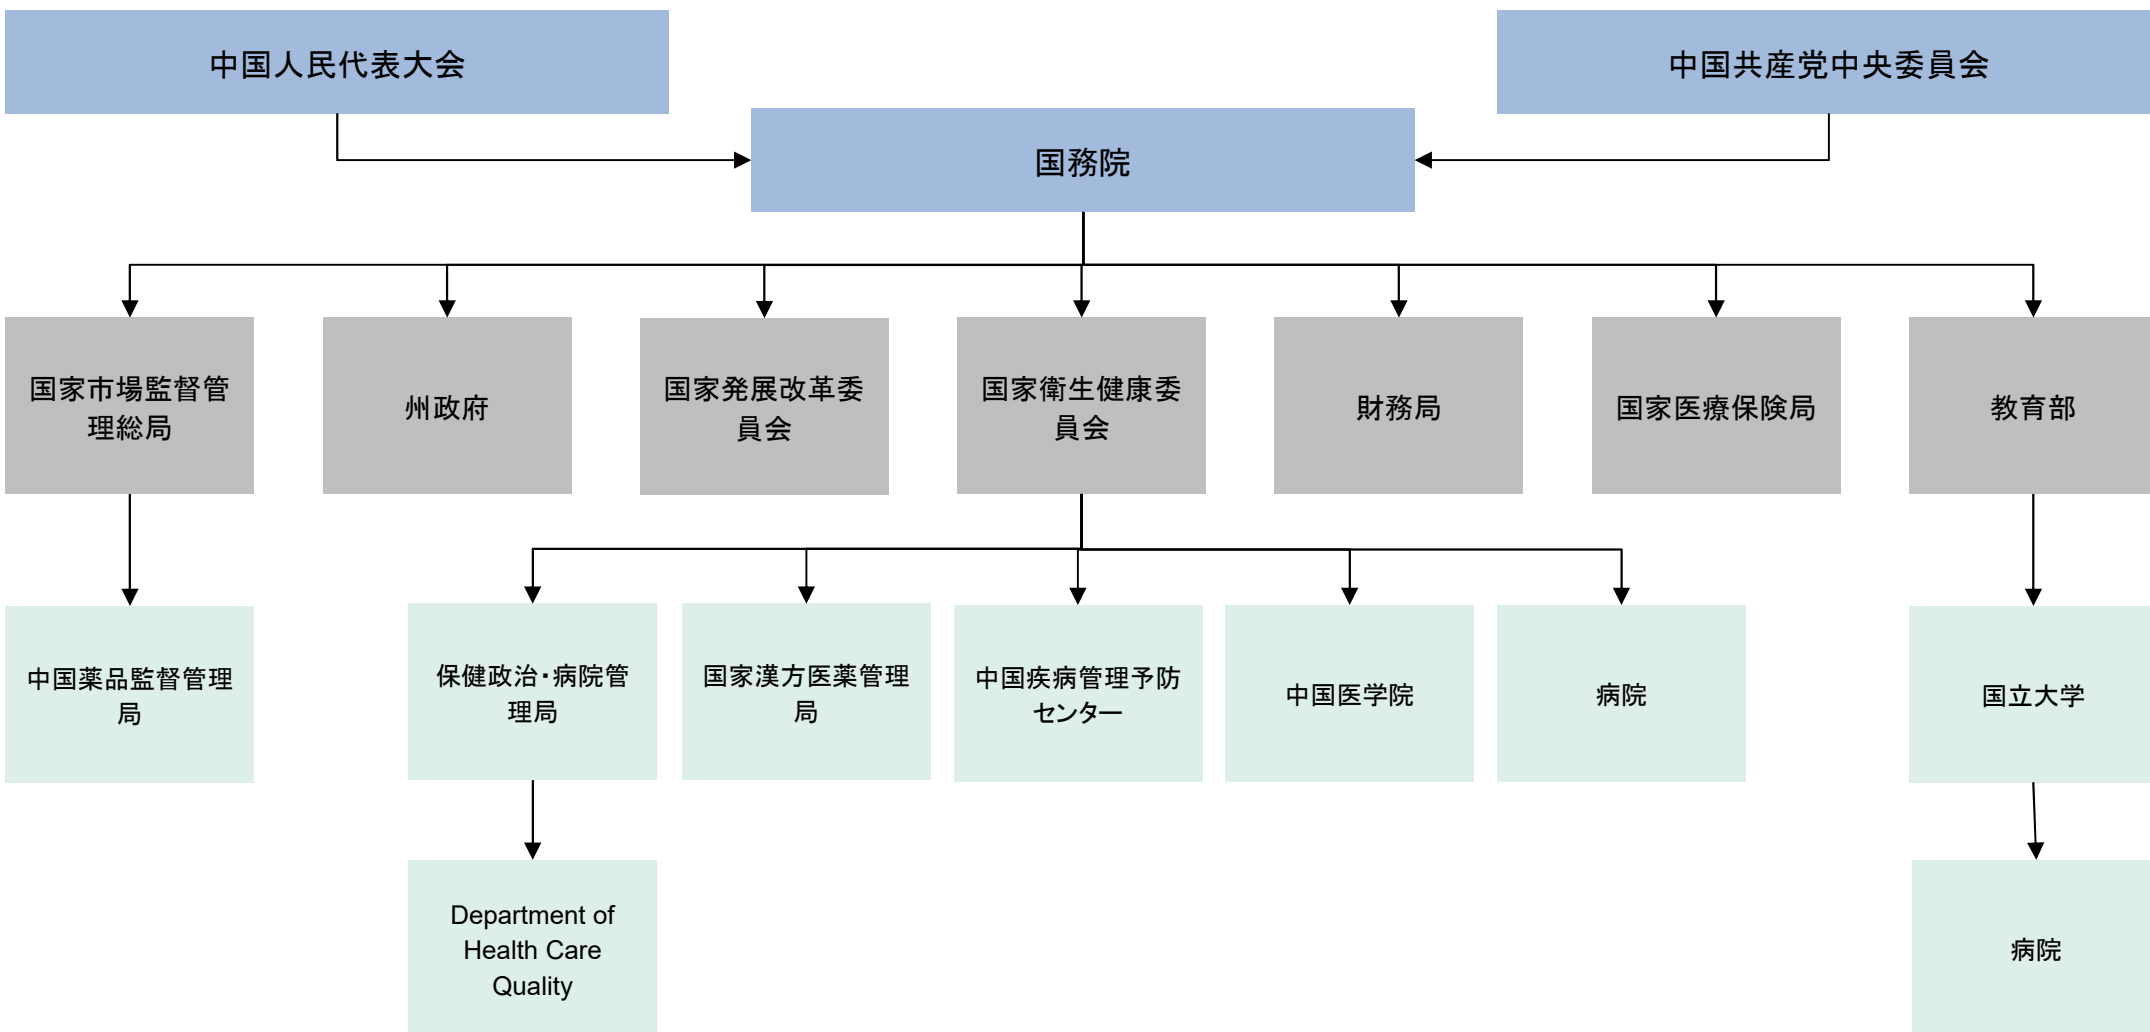 中国人民代表大会
中国共産党中央委員会
国務院
国家市場監督管
理総局
州政府
国家発展改革委
員会
国家衛生健康委
員会
財務局
国家医療保険局
教育部
中国薬品監督管理
局
保健政治・病院管
理局
国家漢方医薬管理
局
中国疾病管理予防
センター
中国医学院
病院
国立大学
Department of
Health Care
Quality
病院